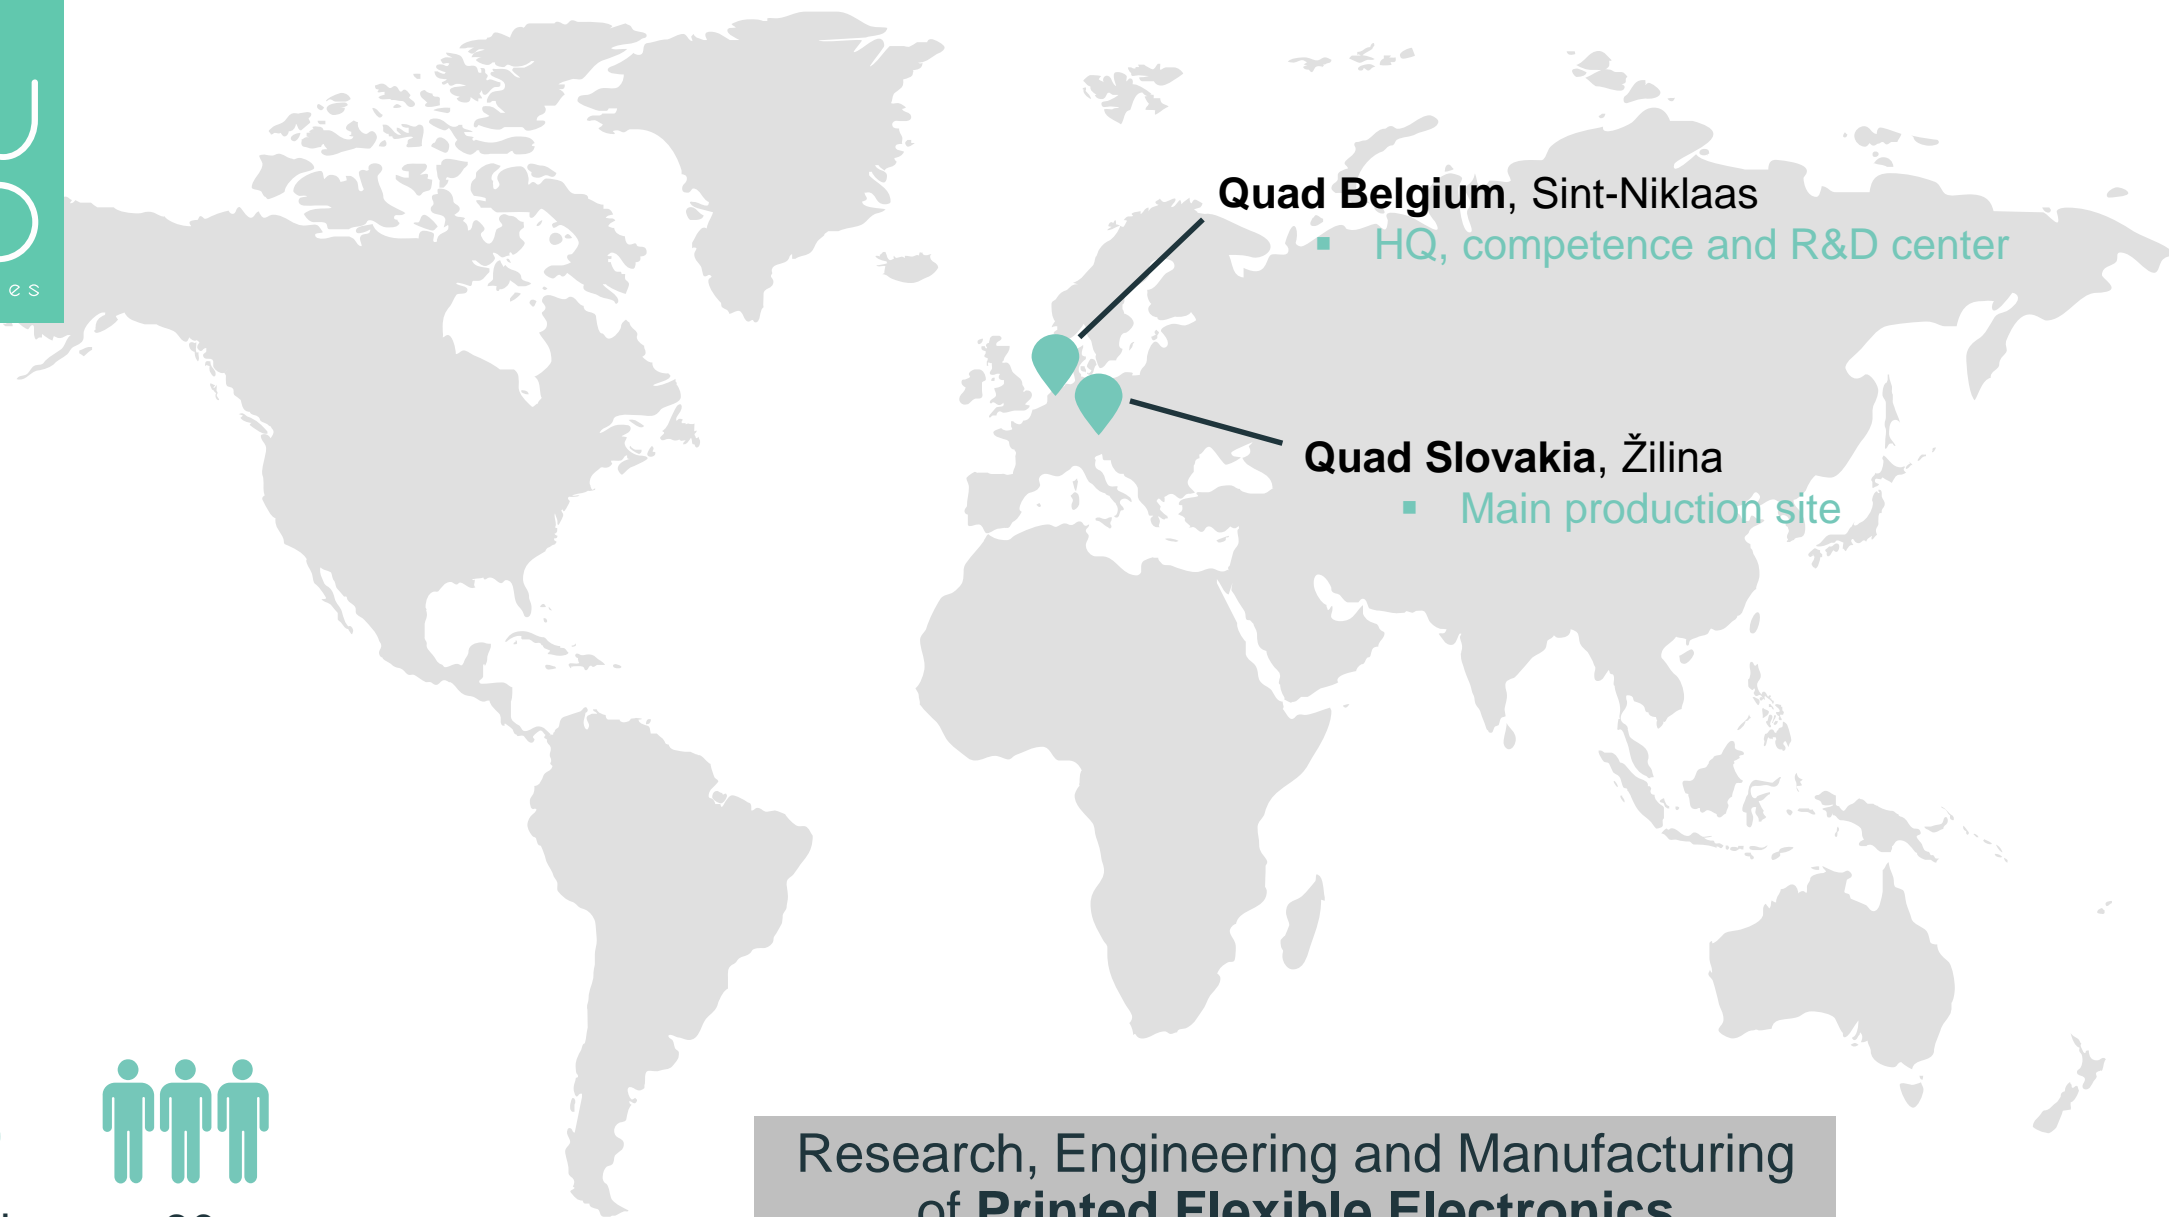 es
Quad Belgium, Sint-Niklaas
▪ HQ, competence and R&D center
Quad Slovakia, Žilina
▪ Main production site
Research, Engineering and Manufacturing
of Printed Flexible Electronics